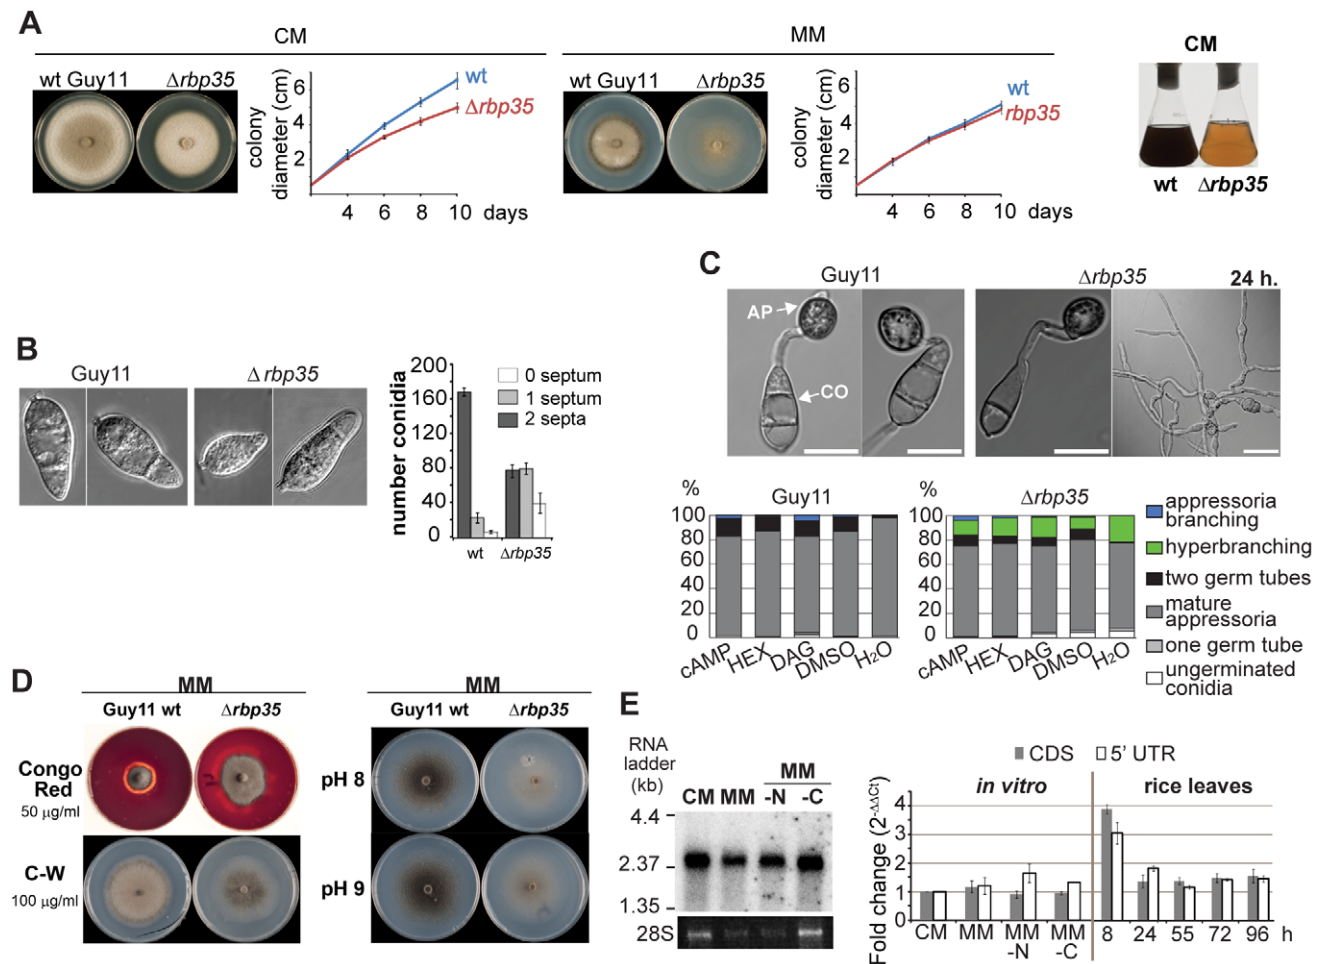 A
CM
wt Guy11 Δrbp35
colony
diameter (cm)
6
4
2
wt
Δrbp35
4 6 8 10 days
MM
wt Guy11 Δrbp35
colony
diameter (cm)
6
4
2
wt
rbp35
4 6 8 10 days
CM
wt Δrbp35
B
Guy11 Δrbp35
number conidia
200
160
120
80
40
0
0 septum
1 septum
2 septa
wt Δrbp35
C
Guy11 Δrbp35 24 h.
AP
CO
% Guy11
100
80
60
40
20
0
cAMP HEX DAG DMSO H2O
% Δrbp35
100
80
60
40
20
0
cAMP HEX DAG DMSO H2O
appressoria
branching
hyperbranching
two germ tubes
mature
appressoria
one germ tube
ungerminated
conidia
D
MM
Guy11 wt Δrbp35
Congo
Red
50 µg/ml
C-W
100 µg/ml
MM
Guy11 wt Δrbp35
pH 8
pH 9
E
RNA
ladder
(kb)
MM
CM MM -N -C
4.4
2.37
1.35
28S
CDS 5' UTR
in vitro rice leaves
Fold change (2-ΔΔCt)
4
3
2
1
0
CM MM MM MM 8 24 55 72 96 h
-N -C